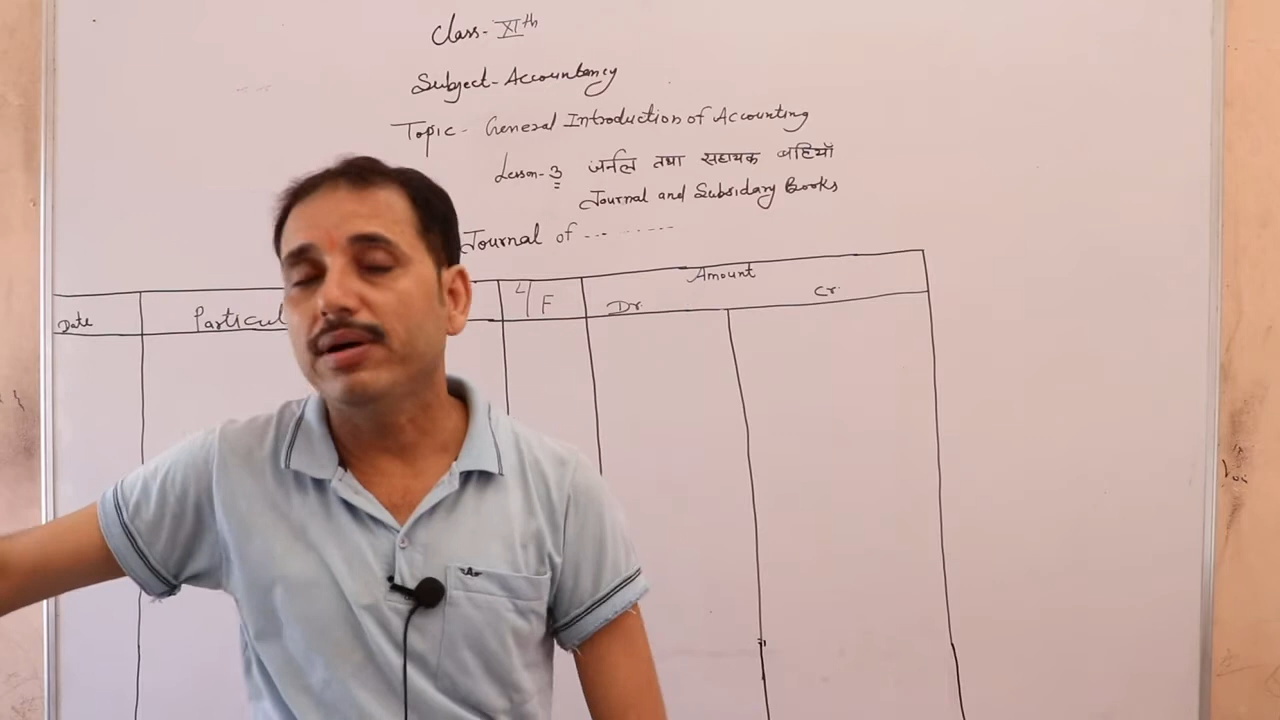 Class- XIth
Subject- Accountancy
Topic- General Introduction of Accounting
Lesson- 3 जर्नल तथा सहायक बहियाँ
Journal and Subsidary Books
Journal of ... ......
Amount
Date Particul L/F Dr. Cr.